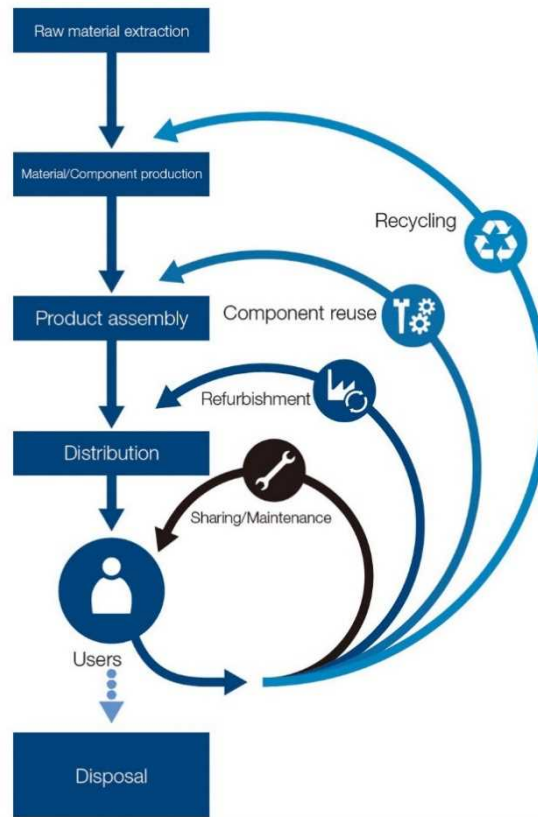 Raw material extraction
Material/Component production
Recycling
Product assembly
Component reuse
Refurbishment
Distribution
Sharing/Maintenance
Users
Disposal